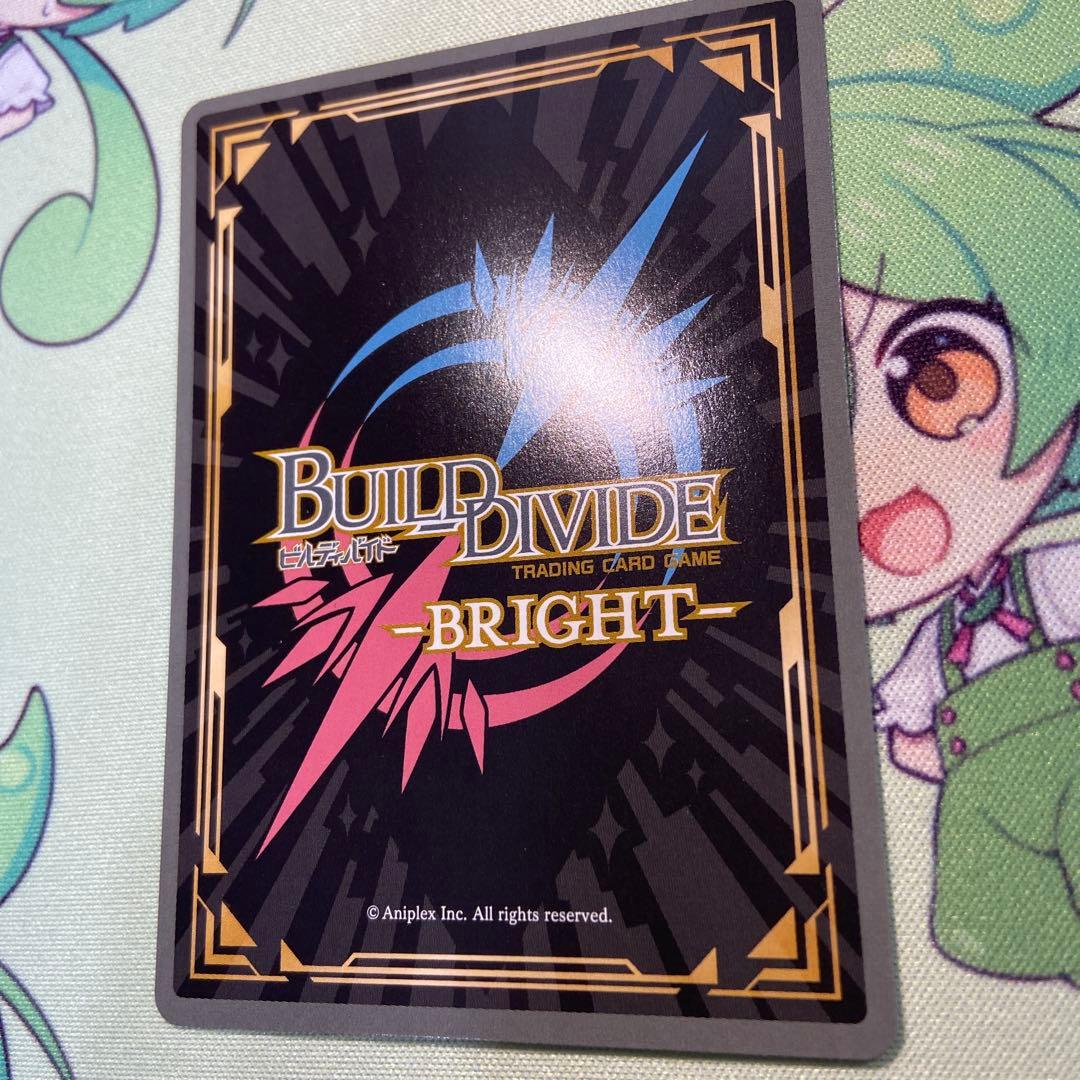 BUILD DIVIDE
ビルディバイド
TRADING CARD GAME
-BRIGHT-
© Aniplex Inc. All rights reserved.